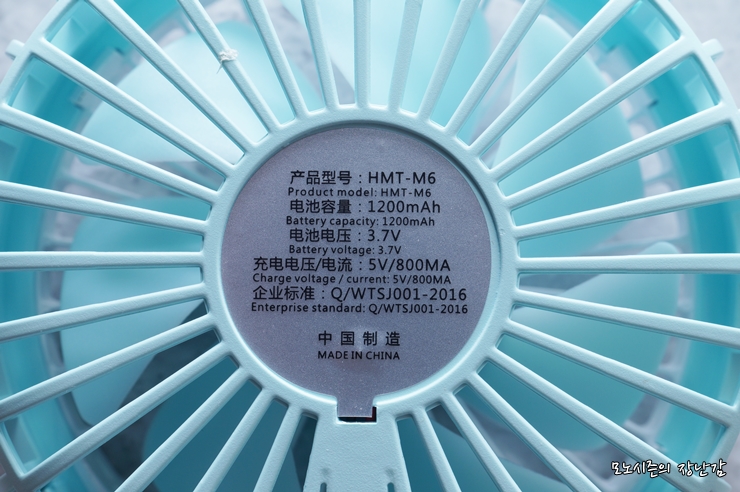 产品型号：HMT-M6
Product model: HMT-M6
电池容量：1200mAh
Battery capacity: 1200mAh
电池电压：3.7V
Battery voltage: 3.7V
充电电压/电流：5V/800MA
Charge voltage / current: 5V/800MA
企业标准：Q/WTSJ001-2016
Enterprise standard: Q/WTSJ001-2016
中国制造
MADE IN CHINA
모노시즌의 장난감